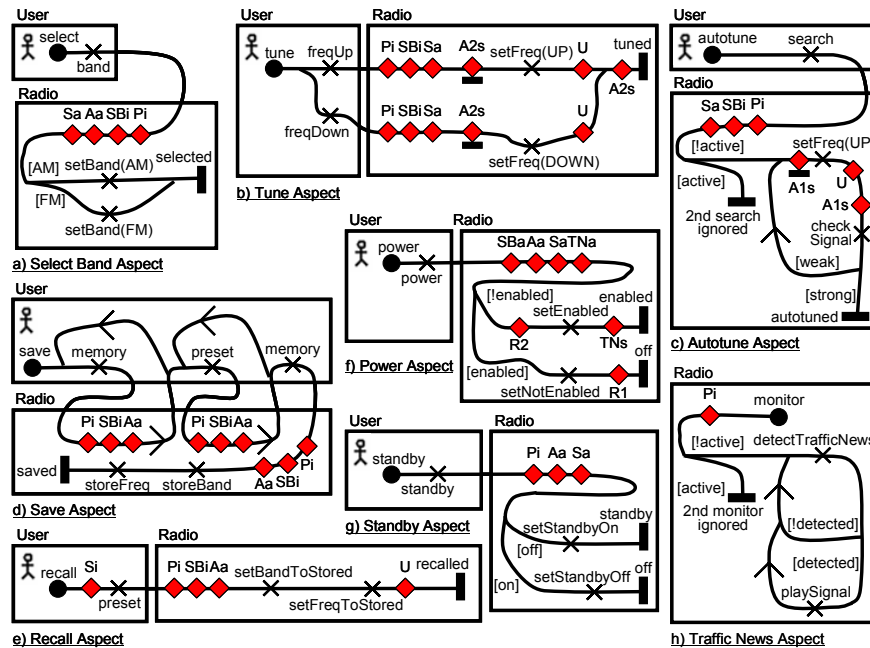 User
select
band
Radio
Sa Aa SBi Pi
[AM] setBand(AM) selected
[FM]
setBand(FM)
a) Select Band Aspect
User
tune freqUp
freqDown
Radio
Pi SBi Sa A2s setFreq(UP) U tuned
A2s
Pi SBi Sa A2s U
setFreq(DOWN)
b) Tune Aspect
User
autotune search
Radio
Sa SBi Pi
[!active] setFreq(UP)
[active] A1s U
2nd search A1s
ignored check
Signal
[weak]
[strong]
autotuned
c) Autotune Aspect
User
save memory preset memory
Radio
Pi SBi Aa Pi SBi Aa Pi
saved
storeFreq storeBand Aa SBi
d) Save Aspect
User
recall Si
preset
Radio
Pi SBi Aa setBandToStored U recalled
setFreqToStored
e) Recall Aspect
User
power
power
Radio
SBa Aa Sa TNa
[!enabled] enabled
setEnabled
R2 TNs
off
[enabled]
setNotEnabled R1
f) Power Aspect
User
standby
standby
Radio
Pi Aa Sa
standby
setStandbyOn
[off]
off
[on] setStandbyOff
g) Standby Aspect
Radio
Pi monitor
[!active] detectTrafficNews
[active]
2nd monitor
ignored
[!detected]
[detected]
playSignal
h) Traffic News Aspect